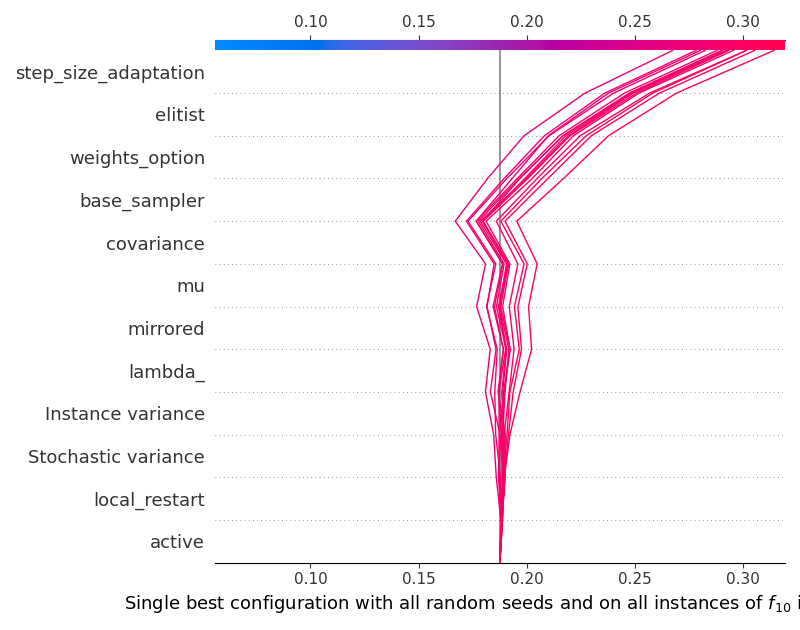 0.10 0.15 0.20 0.25 0.30
step_size_adaptation
elitist
weights_option
base_sampler
covariance
mu
mirrored
lambda_
Instance variance
Stochastic variance
local_restart
active
0.10 0.15 0.20 0.25 0.30
Single best configuration with all random seeds and on all instances of f₁₀ i